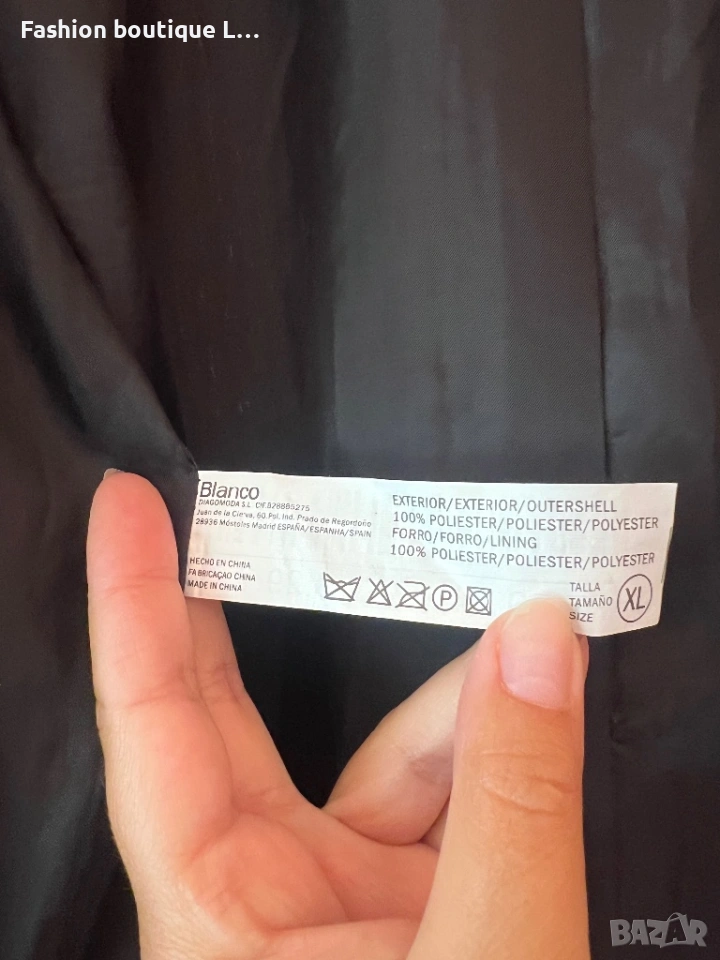 Fashion boutique L...
Blanco
DIAGOMODA S.L. CIF.B28885275
Juan de la Cierva, 60.Pol. Ind. Prado de Regordoño
28936 Móstoles Madrid ESPAÑA/ESPANHA/SPAIN
HECHO EN CHINA
FABRICAÇAO CHINA
MADE IN CHINA
EXTERIOR/EXTERIOR/OUTERSHELL
100% POLIESTER/POLIESTER/POLYESTER
FORRO/FORRO/LINING
100% POLIESTER/POLIESTER/POLYESTER
P
TALLA
TAMAÑO
SIZE
XL
BAZAR